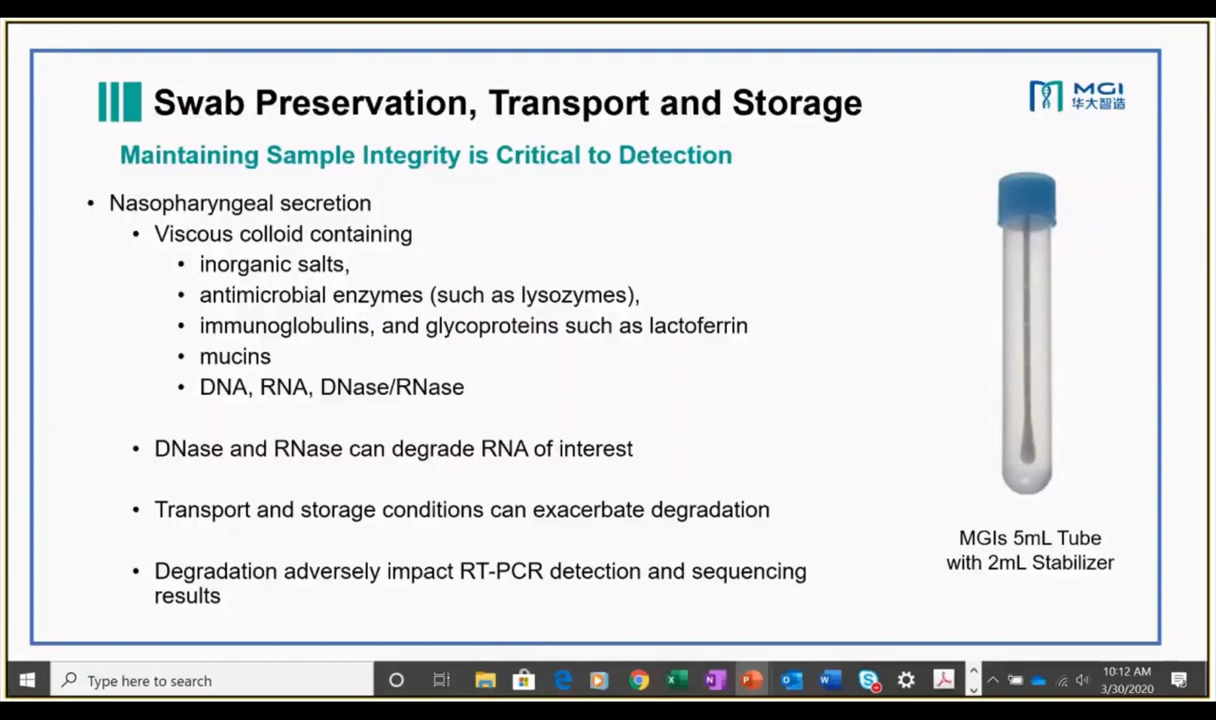 Swab Preservation, Transport and Storage
MGI
华大智造
Maintaining Sample Integrity is Critical to Detection
• Nasopharyngeal secretion
• Viscous colloid containing
• inorganic salts,
• antimicrobial enzymes (such as lysozymes),
• immunoglobulins, and glycoproteins such as lactoferrin
• mucins
• DNA, RNA, DNase/RNase
• DNase and RNase can degrade RNA of interest
• Transport and storage conditions can exacerbate degradation
• Degradation adversely impact RT-PCR detection and sequencing
results
MGIs 5mL Tube
with 2mL Stabilizer
Type here to search
10:12 AM
3/30/2020